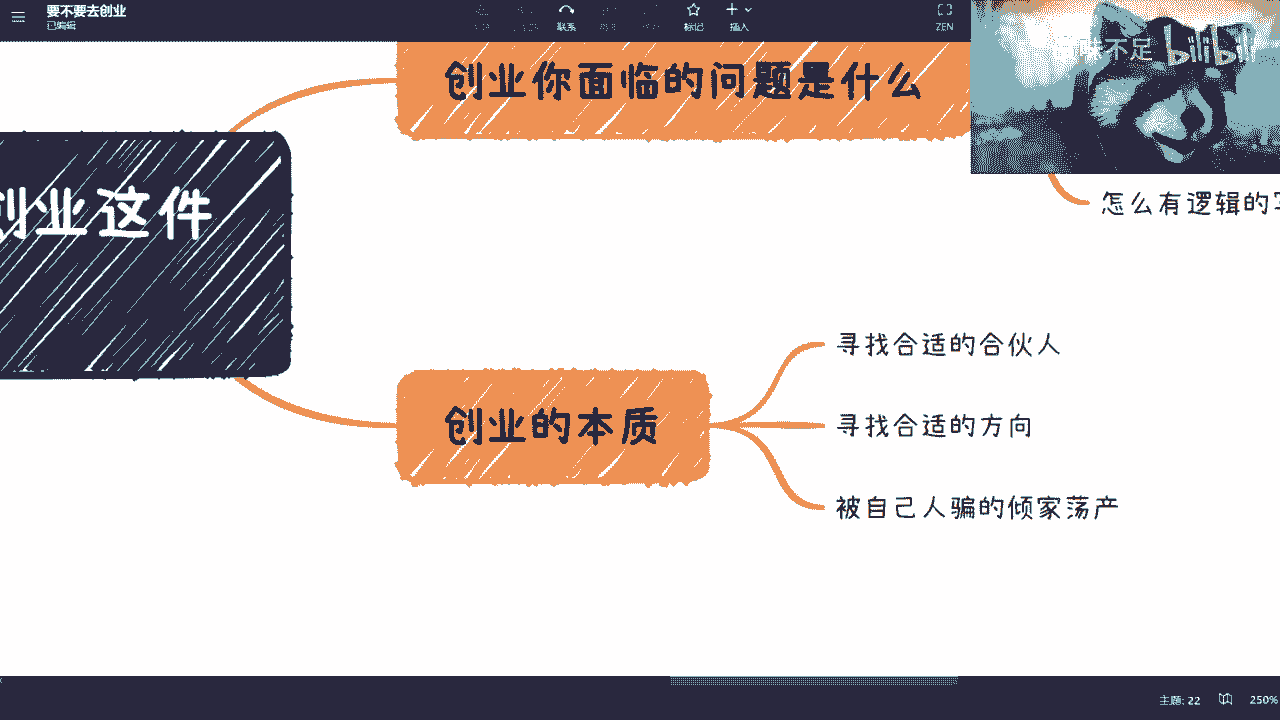 要不要去创业
已编辑
联系
标记
插入
ZEN
味不足 bilibili
创业你面临的问题是什么
创业这件
怎么有逻辑的
创业的本质
寻找合适的合伙人
寻找合适的方向
被自己人骗的倾家荡产
主题: 22
250%